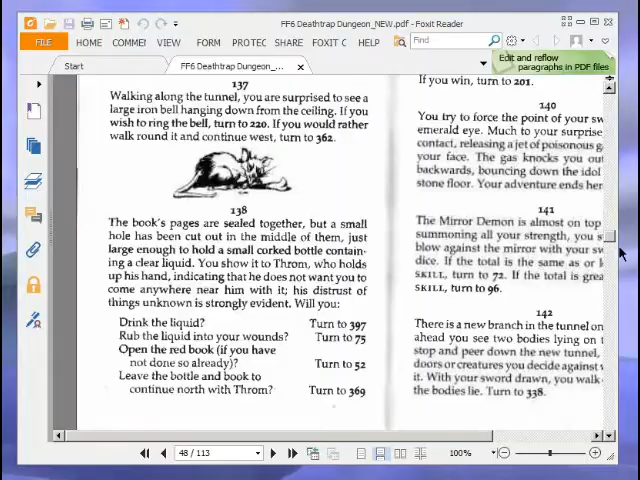 FF6 Deathtrap Dungeon_NEW.pdf - Foxit Reader
FILE HOME COMMEI VIEW FORM PROTEC SHARE FOXIT C HELP Find
Edit and reflow
paragraphs in PDF files
Start FF6 Deathtrap Dungeon_...
137
Walking along the tunnel, you are surprised to see a
large iron bell hanging down from the ceiling. If you
wish to ring the bell, turn to 220. If you would rather
walk round it and continue west, turn to 362.
138
The book's pages are sealed together, but a small
hole has been cut out in the middle of them, just
large enough to hold a small corked bottle contain-
ing a clear liquid. You show it to Throm, who holds
up his hand, indicating that he does not want you to
come anywhere near him with it; his distrust of
things unknown is strongly evident. Will you:
Drink the liquid? Turn to 397
Rub the liquid into your wounds? Turn to 75
Open the red book (if you have
not done so already)? Turn to 52
Leave the bottle and book to
continue north with Throm? Turn to 369
If you win, turn to 201.
140
You try to force the point of your sw
emerald eye. Much to your surprise
contact, releasing a jet of poisonous g
your face. The gas knocks you out
backwards, bouncing down the idol
stone floor. Your adventure ends her
141
The Mirror Demon is almost on top
summoning all your strength, you s
blow against the mirror with your sw
dice. If the total is the same as or l
SKILL, turn to 72. If the total is grea
SKILL, turn to 96.
142
There is a new branch in the tunnel on
ahead you see two bodies lying on t
stop and peer down the new tunnel,
doors or creatures you decide against
it. With your sword drawn, you walk
the bodies lie. Turn to 338.
48 / 113 100%